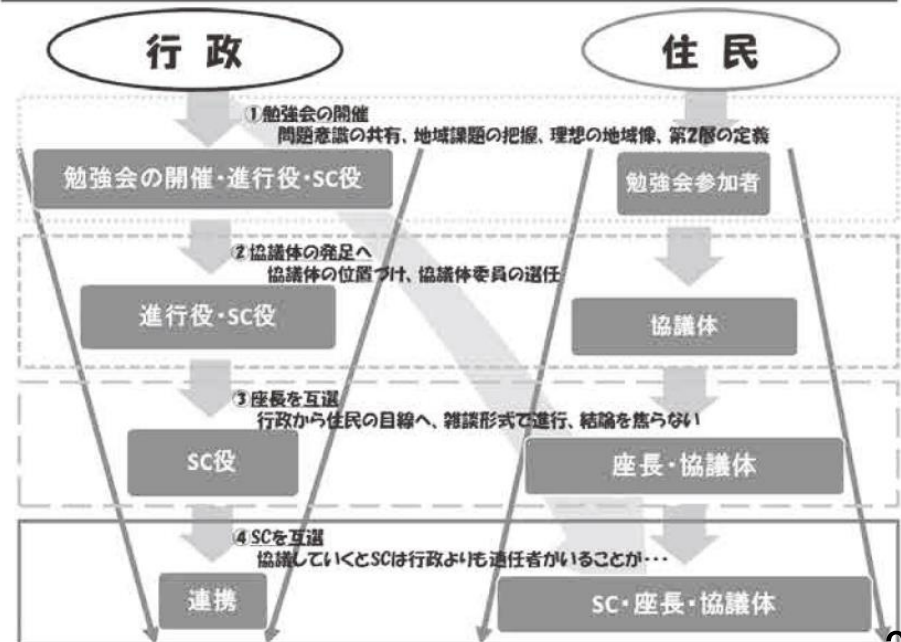 行政
住民
①勉強会の開催
問題意識の共有、地域課題の把握、理想の地域像、第2層の定義
勉強会の開催・進行役・SC役
勉強会参加者
②協議体の発足へ
協議体の位置づけ、協議体委員の選任
進行役・SC役
協議体
③座長を互選
行政から住民の目線へ、雑談形式で進行、結論を焦らない
SC役
座長・協議体
④SCを互選
協議していくとSCは行政よりも適任者がいることが・・・
連携
SC・座長・協議体